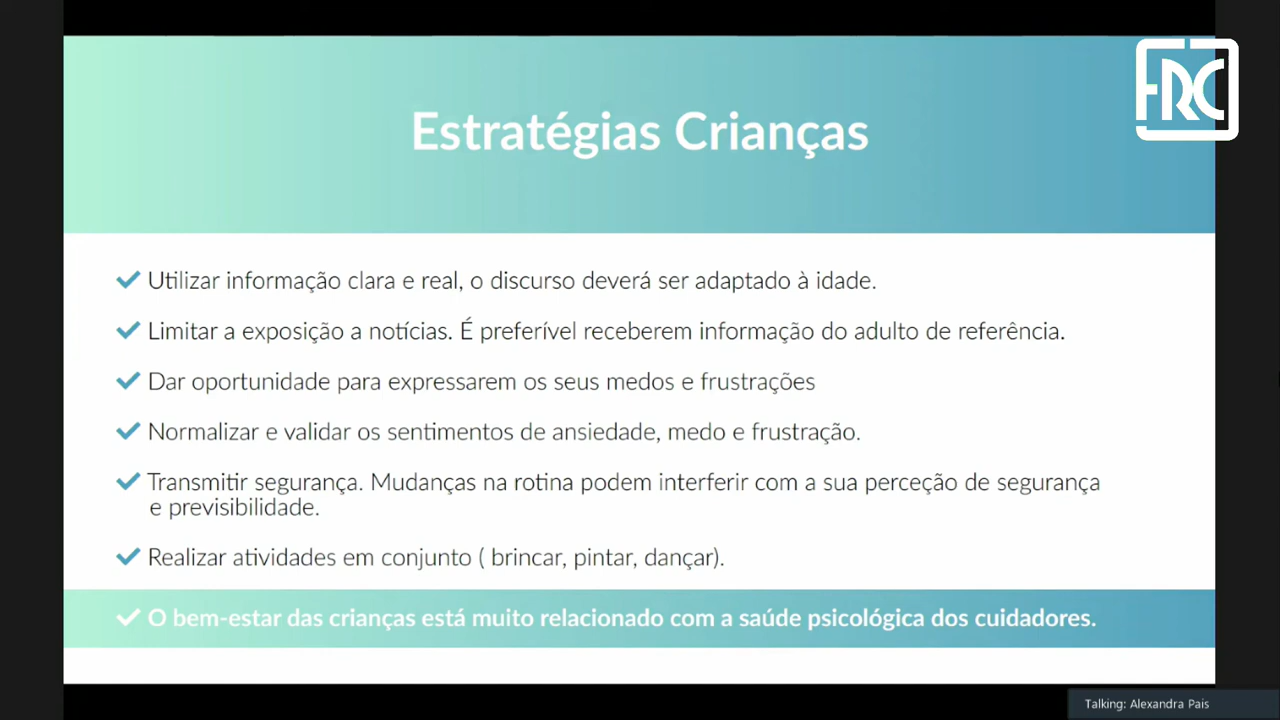 FRC
Estratégias Crianças
Utilizar informação clara e real, o discurso deverá ser adaptado à idade.
Limitar a exposição a notícias. É preferível receberem informação do adulto de referência.
Dar oportunidade para expressarem os seus medos e frustrações
Normalizar e validar os sentimentos de ansiedade, medo e frustração.
Transmitir segurança. Mudanças na rotina podem interferir com a sua perceção de segurança
e previsibilidade.
Realizar atividades em conjunto ( brincar, pintar, dançar).
O bem-estar das crianças está muito relacionado com a saúde psicológica dos cuidadores.
Talking: Alexandra Pais